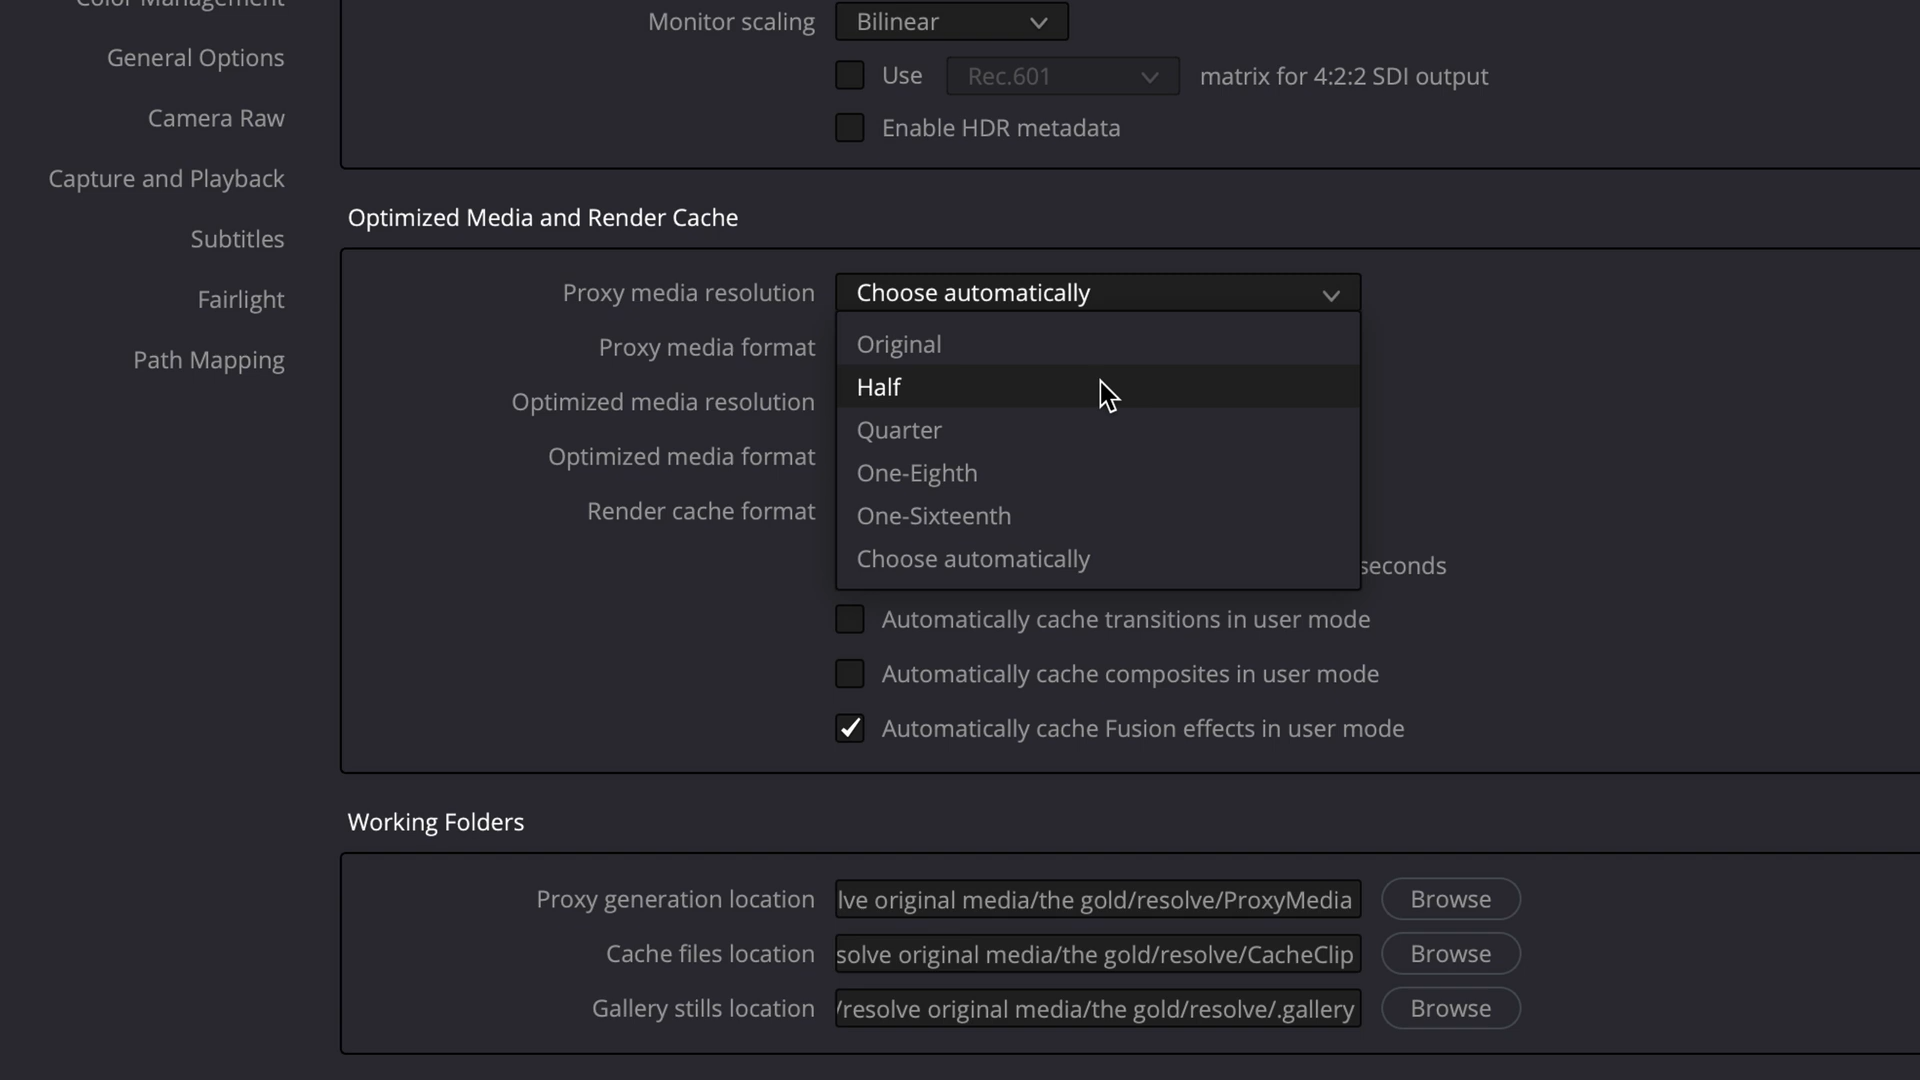 Color Management
General Options
Camera Raw
Capture and Playback
Subtitles
Fairlight
Path Mapping
Monitor scaling Bilinear
Use Rec.601 matrix for 4:2:2 SDI output
Enable HDR metadata
Optimized Media and Render Cache
Proxy media resolution Choose automatically
Proxy media format
Optimized media resolution
Optimized media format
Render cache format
Original
Half
Quarter
One-Eighth
One-Sixteenth
Choose automatically
seconds
Automatically cache transitions in user mode
Automatically cache composites in user mode
Automatically cache Fusion effects in user mode
Working Folders
Proxy generation location lve original media/the gold/resolve/ProxyMedia Browse
Cache files location solve original media/the gold/resolve/CacheClip Browse
Gallery stills location /resolve original media/the gold/resolve/.gallery Browse